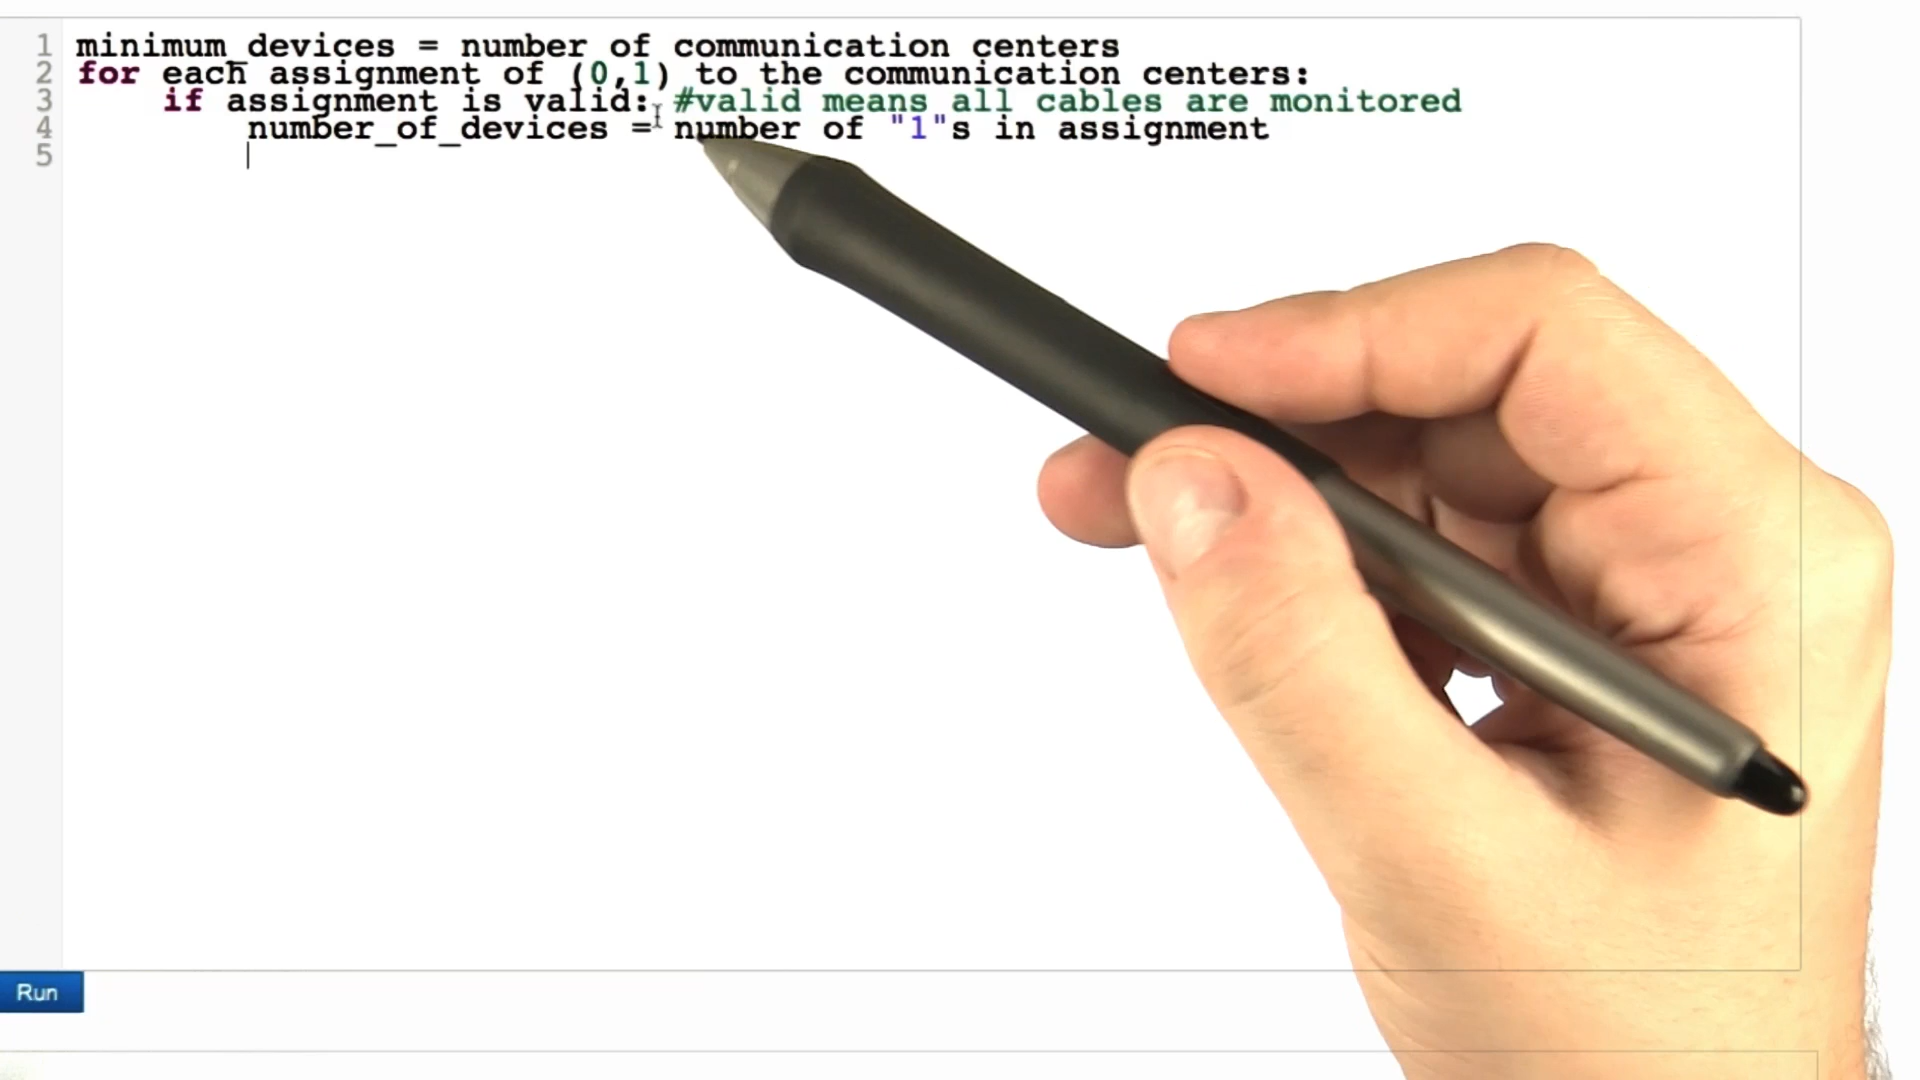 1 minimum_devices = number of communication centers
2 for each assignment of (0,1) to the communication centers:
3 if assignment is valid: #valid means all cables are monitored
4 number_of_devices = number of "1"s in assignment
5
Run